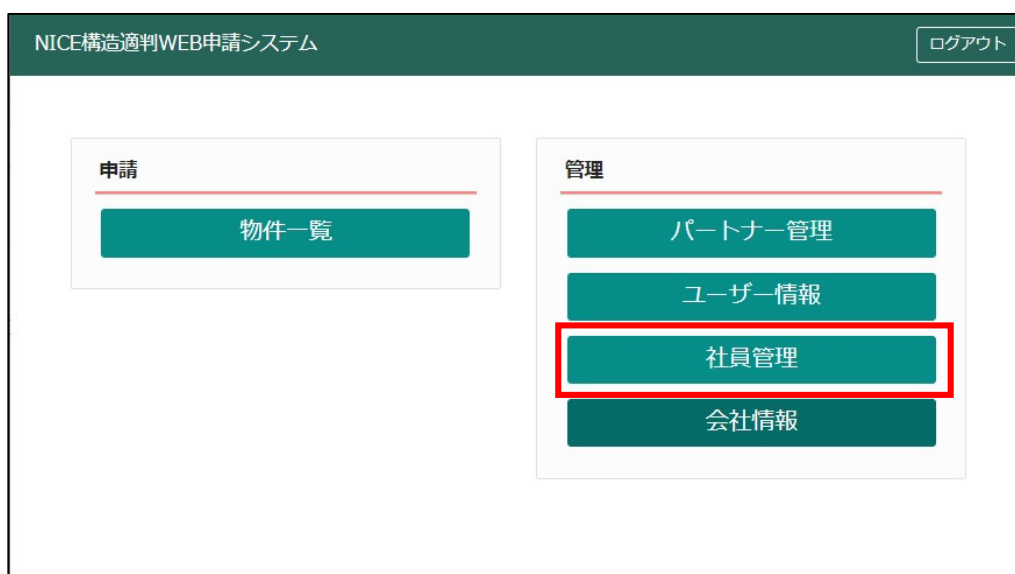 NICE構造適判WEB申請システム
ログアウト
申請
物件一覧
管理
パートナー管理
ユーザー情報
社員管理
会社情報